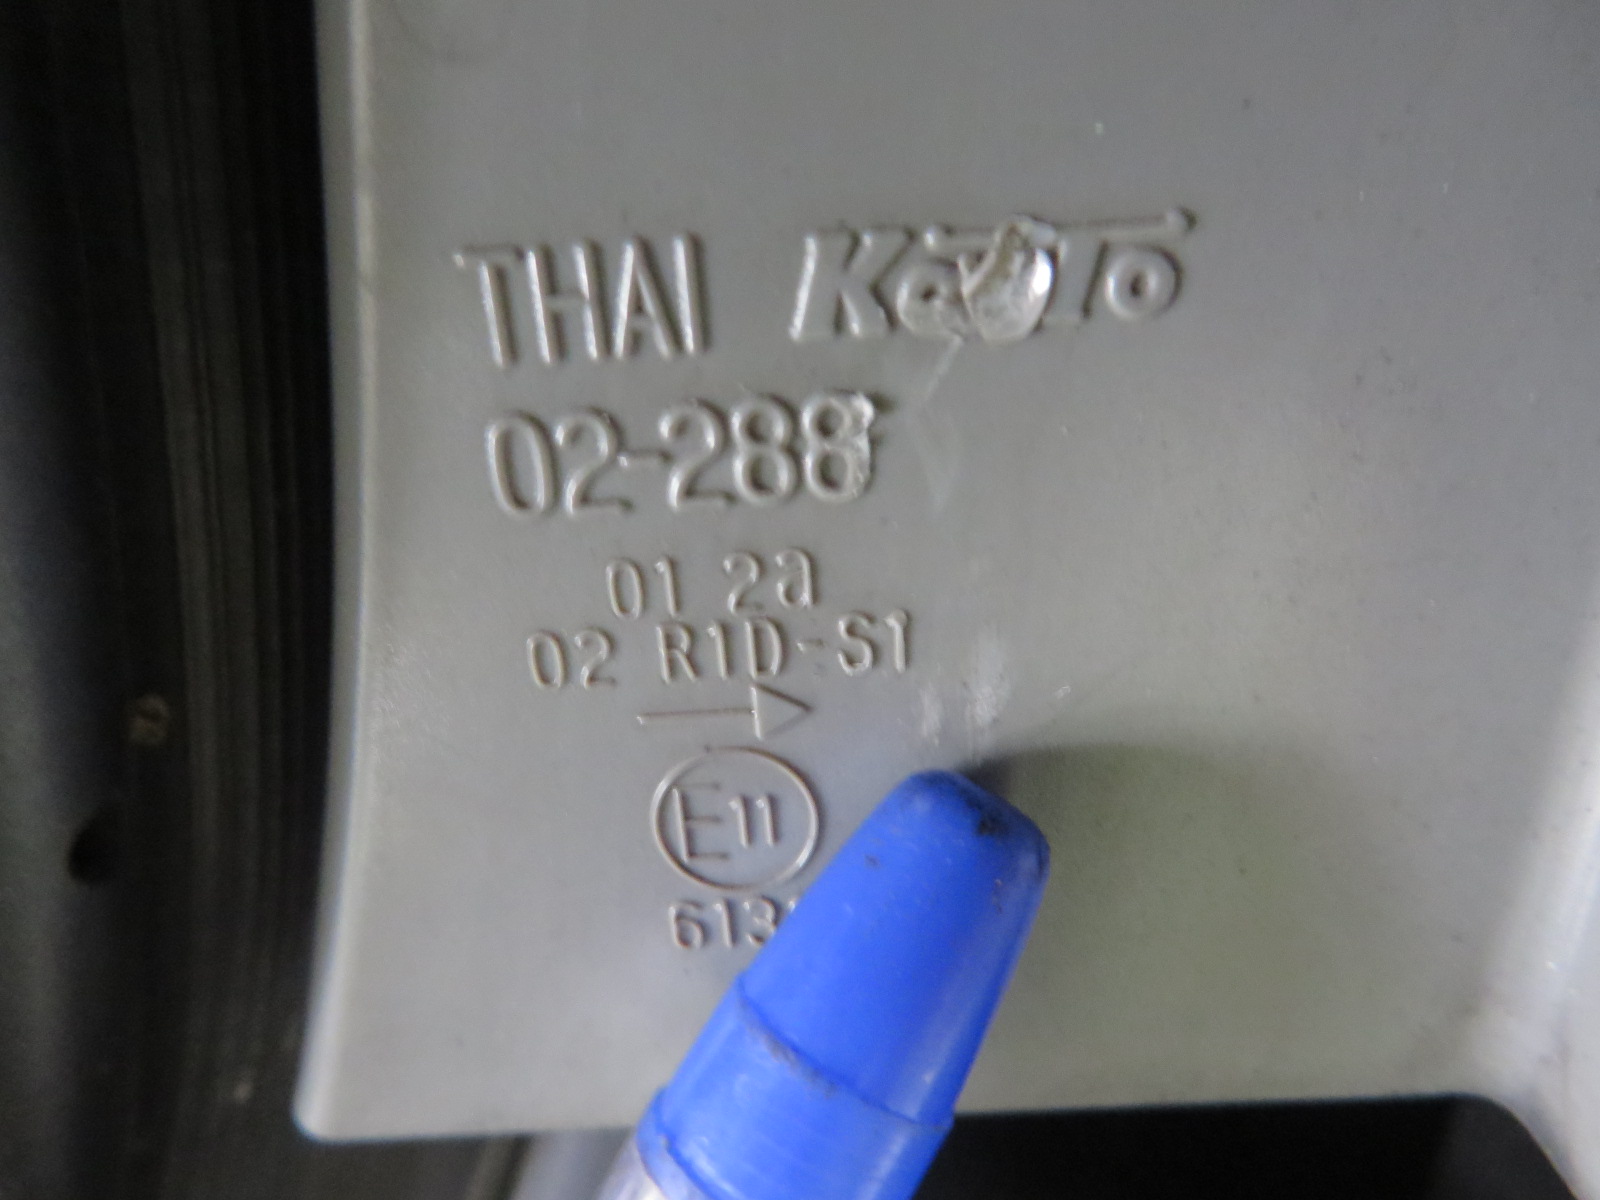 THAI
02-288
01 2a
02 R1D-S1
→
E11